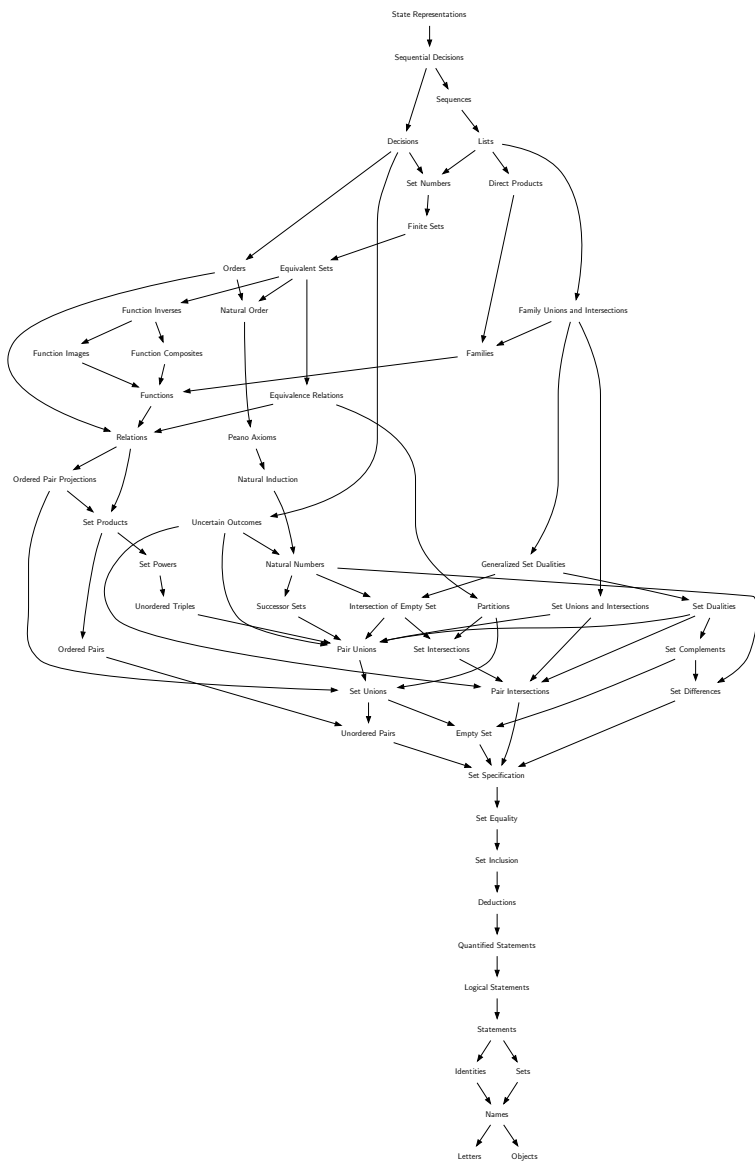 State Representations
Sequential Decisions
Sequences
Decisions
Lists
Set Numbers
Direct Products
Finite Sets
Orders
Equivalent Sets
Function Inverses
Natural Order
Family Unions and Intersections
Function Images
Function Composites
Families
Functions
Equivalence Relations
Relations
Peano Axioms
Ordered Pair Projections
Natural Induction
Set Products
Uncertain Outcomes
Set Powers
Natural Numbers
Generalized Set Dualities
Unordered Triples
Successor Sets
Intersection of Empty Set
Partitions
Set Unions and Intersections
Set Dualities
Ordered Pairs
Pair Unions
Set Intersections
Set Complements
Set Unions
Pair Intersections
Set Differences
Unordered Pairs
Empty Set
Set Specification
Set Equality
Set Inclusion
Deductions
Quantified Statements
Logical Statements
Statements
Identities
Sets
Names
Letters
Objects